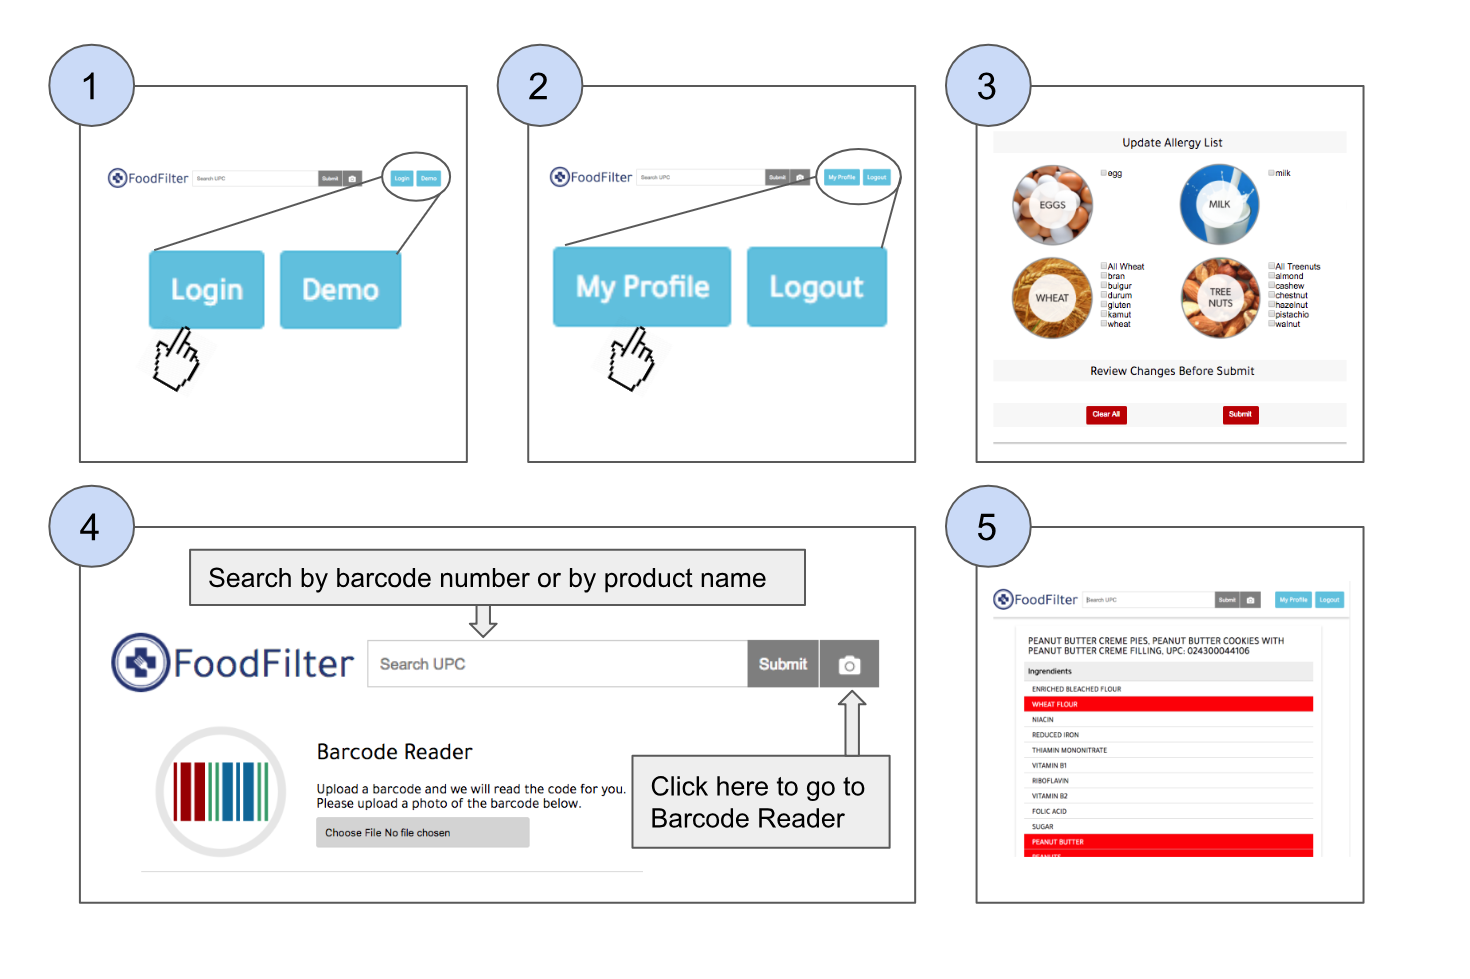 1
FoodFilter Search UPC Submit Login Demo
Login Demo
2
FoodFilter Search UPC Submit My Profile Logout
My Profile Logout
3
Update Allergy List
EGGS
egg
MILK
milk
WHEAT
All Wheat
bran
bulgur
durum
gluten
kamut
wheat
TREE
NUTS
All Treenuts
almond
cashew
chestnut
hazelnut
pistachio
walnut
Review Changes Before Submit
Clear All Submit
4
Search by barcode number or by product name
FoodFilter Search UPC Submit
Barcode Reader
Upload a barcode and we will read the code for you.
Please upload a photo of the barcode below.
Choose File No file chosen
Click here to go to
Barcode Reader
5
FoodFilter Search UPC Submit My Profile Logout
PEANUT BUTTER CREME PIES, PEANUT BUTTER COOKIES WITH
PEANUT BUTTER CREME FILLING, UPC: 024300044106
Ingrendients
ENRICHED BLEACHED FLOUR
WHEAT FLOUR
NIACIN
REDUCED IRON
THIAMIN MONONITRATE
VITAMIN B1
RIBOFLAVIN
VITAMIN B2
FOLIC ACID
SUGAR
PEANUT BUTTER
PEANUTS